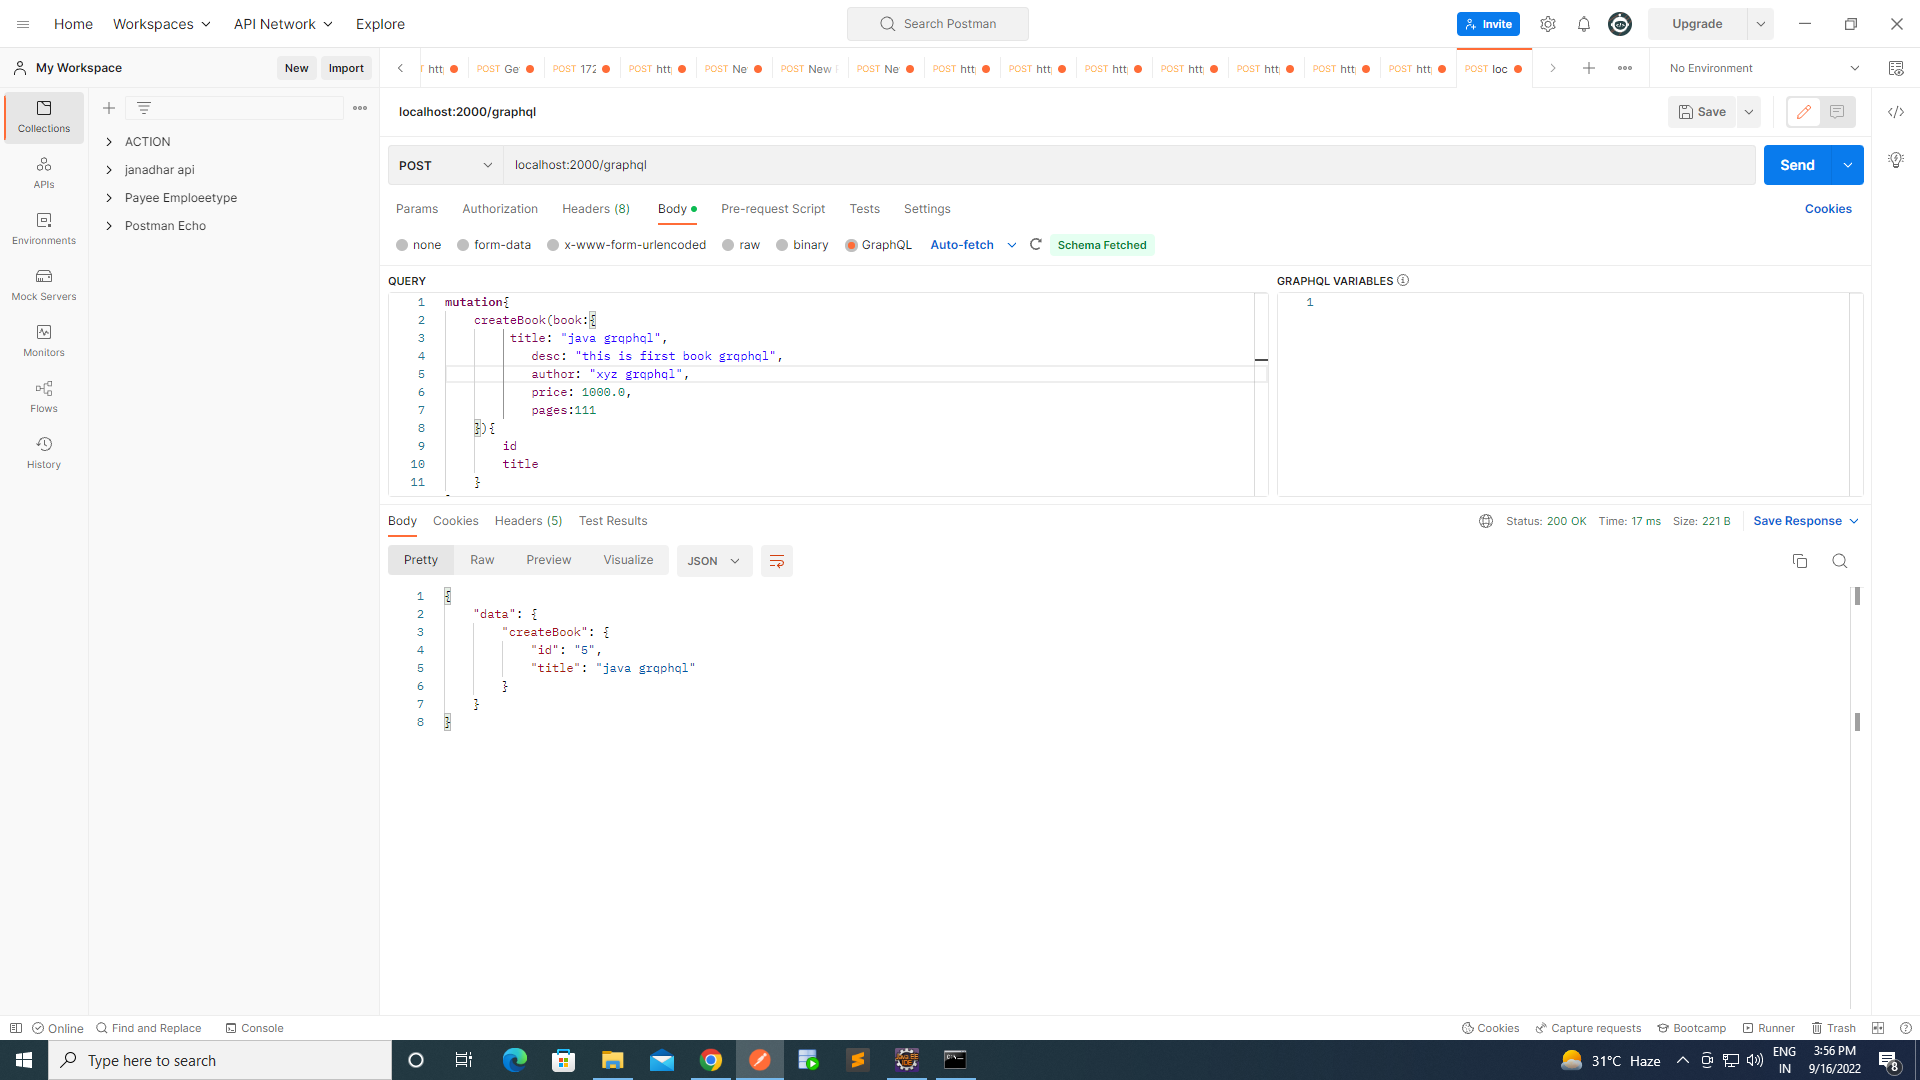 Home Workspaces API Network Explore Search Postman Invite Upgrade
My Workspace New Import
POST Ge POST 172 POST htt POST Ne POST New POST Ne POST htt POST htt POST htt POST htt POST htt POST htt POST htt POST loc No Environment
Collections
APIs
Environments
Mock Servers
Monitors
Flows
History
ACTION
janadhar api
Payee Emploeetype
Postman Echo
localhost:2000/graphql Save
POST localhost:2000/graphql Send
Params Authorization Headers (8) Body Pre-request Script Tests Settings Cookies
none form-data x-www-form-urlencoded raw binary GraphQL Auto-fetch Schema Fetched
QUERY GRAPHQL VARIABLES
1 mutation{
2 createBook(book:{
3 title: "java grqphql",
4 desc: "this is first book grqphql",
5 author: "xyz grqphql",
6 price: 1000.0,
7 pages:111
8 }){
9 id
10 title
11 }
1
Body Cookies Headers (5) Test Results Status: 200 OK Time: 17 ms Size: 221 B Save Response
Pretty Raw Preview Visualize JSON
1 {
2 "data": {
3 "createBook": {
4 "id": "5",
5 "title": "java grqphql"
6 }
7 }
8 }
Online Find and Replace Console Cookies Capture requests Bootcamp Runner Trash
Type here to search 31°C Haze ENG IN 3:56 PM 9/16/2022 8